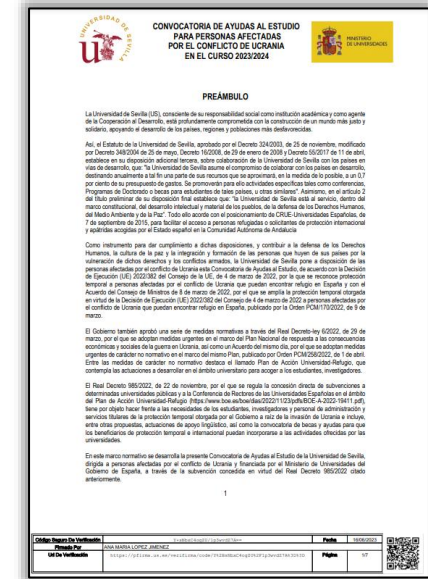 UNIVERSIDAD DE SEVILLA
CONVOCATORIA DE AYUDAS AL ESTUDIO
PARA PERSONAS AFECTADAS
POR EL CONFLICTO DE UCRANIA
EN EL CURSO 2023/2024
MINISTERIO
DE UNIVERSIDADES
PREÁMBULO
La Universidad de Sevilla (US), consciente de su responsabilidad social como institución académica y como agente
de la Cooperación al Desarrollo, está profundamente comprometida con la construcción de un mundo más justo y
solidario, apoyando el desarrollo de los países, regiones y poblaciones más desfavorecidas.
Así, el Estatuto de la Universidad de Sevilla, aprobado por el Decreto 324/2003, de 25 de noviembre, modificado
por Decreto 348/2004 de 25 de mayo, Decreto 16/2008, de 29 de enero de 2008 y Decreto 55/2017 de 11 de abril,
establece en su disposición adicional tercera, sobre colaboración de la Universidad de Sevilla con los países en
vías de desarrollo, que: "la Universidad de Sevilla asume el compromiso de colaborar con los países en desarrollo,
destinando anualmente a tal fin una parte de sus recursos que se aproximará, en la medida de lo posible, a un 0,7
por ciento de su presupuesto de gastos. Se promoverán para ello actividades específicas tales como conferencias,
Programas de Doctorado o becas para estudiantes de tales países, u otras similares". Asimismo, en el artículo 2
del título preliminar de su disposición final establece que: "la Universidad de Sevilla está al servicio, dentro del
marco constitucional, del desarrollo intelectual y material de los pueblos, de la defensa de los Derechos Humanos,
del Medio Ambiente y de la Paz". Todo ello acorde con el posicionamiento de CRUE-Universidades Españolas, de
7 de septiembre de 2015, para facilitar el acceso a personas refugiadas o solicitantes de protección internacional
y apátridas acogidas por el Estado español en la Comunidad Autónoma de Andalucía
Como instrumento para dar cumplimiento a dichas disposiciones, y contribuir a la defensa de los Derechos
Humanos, la cultura de la paz y la integración y formación de las personas que huyen de sus países por la
vulneración de dichos derechos y los conflictos armados, la Universidad de Sevilla pone a disposición de las
personas afectadas por el conflicto de Ucrania esta Convocatoria de Ayudas al Estudio, de acuerdo con la Decisión
de Ejecución (UE) 2022/382 del Consejo de la UE, de 4 de marzo de 2022, por la que se reconoce protección
temporal a personas afectadas por el conflicto de Ucrania que puedan encontrar refugio en España y con el
Acuerdo del Consejo de Ministros de 8 de marzo de 2022, por el que se amplía la protección temporal otorgada
en virtud de la Decisión de Ejecución (UE) 2022/382 del Consejo de 4 de marzo de 2022 a personas afectadas por
el conflicto de Ucrania que puedan encontrar refugio en España, publicado por la Orden PCM/170/2022, de 9 de
marzo.
El Gobierno también aprobó una serie de medidas normativas a través del Real Decreto-ley 6/2022, de 29 de
marzo, por el que se adoptan medidas urgentes en el marco del Plan Nacional de respuesta a las consecuencias
económicas y sociales de la guerra en Ucrania, así como un Acuerdo del mismo día, por el que se adoptan medidas
urgentes de carácter no normativo en el marco del mismo Plan, publicado por Orden PCM/258/2022, de 1 de abril.
Entre las medidas de carácter no normativo destaca el llamado Plan de Acción Universidad-Refugio, que
contempla las actuaciones a desarrollar en el ámbito universitario para acoger a los estudiantes, investigadores.
El Real Decreto 985/2022, de 22 de noviembre, por el que se regula la concesión directa de subvenciones a
determinadas universidades públicas y a la Conferencia de Rectores de las Universidades Españolas en el ámbito
del Plan de Acción Universidad-Refugio (https://www.boe.es/boe/dias/2022/11/23/pdfs/BOE-A-2022-19411.pdf),
tiene por objeto hacer frente a las necesidades de los estudiantes, investigadores y personal de administración y
servicios titulares de la protección temporal otorgada por el Gobierno a raíz de la invasión de Ucrania e incluye,
entre otras propuestas, actuaciones de apoyo lingüístico, así como la convocatoria de becas y ayudas para que
los beneficiarios de protección temporal e internacional puedan incorporarse a las actividades ofrecidas por las
universidades.
En este marco normativo se desarrolla la presente Convocatoria de Ayudas al Estudio de la Universidad de Sevilla,
dirigida a personas afectadas por el conflicto de Ucrania y financiada por el Ministerio de Universidades del
Gobierno de España, a través de la subvención concedida en virtud del Real Decreto 985/2022 citado
anteriormente.
1
Código Seguro De Verificación Fecha 16/06/2023
Firmado Por ANA MARIA LOPEZ JIMENEZ
Url De Verificación Página 1/7